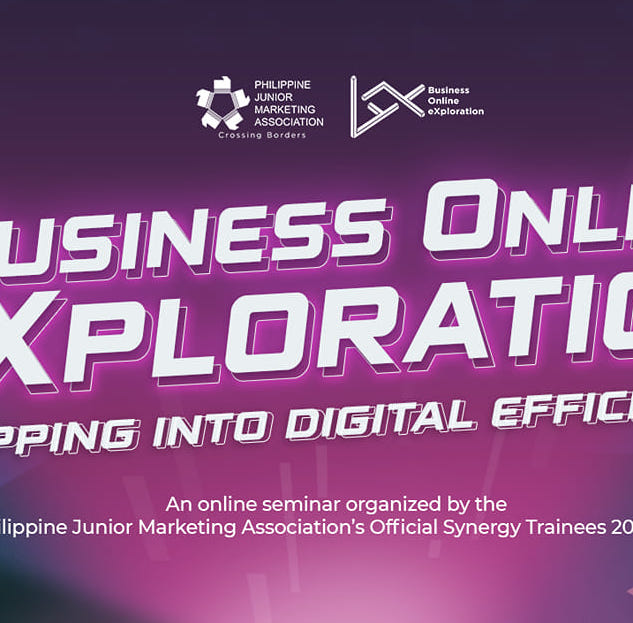 PHILIPPINE
JUNIOR
MARKETING
ASSOCIATION
Crossing Borders
Business
Online
eXploration
USINESS ONLI
XPLORATIO
PPING INTO DIGITAL EFFICI
An online seminar organized by the
ilippine Junior Marketing Association's Official Synergy Trainees 20